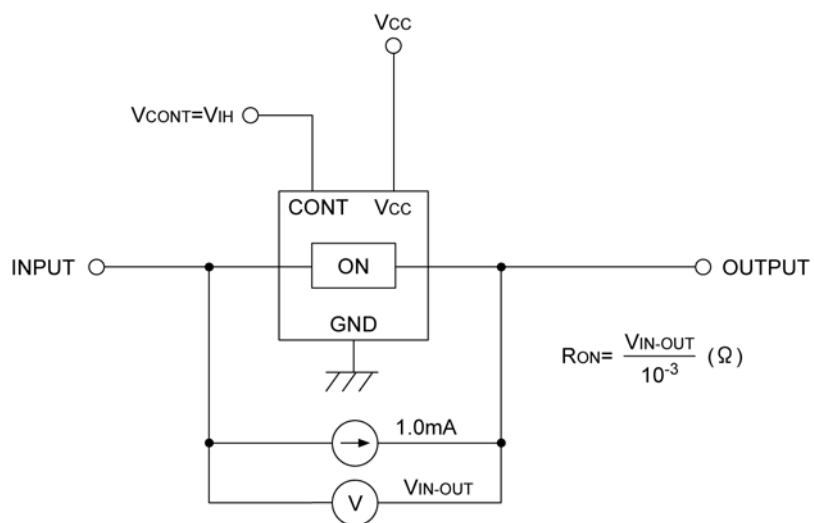 VCC
VCONT=VIH
CONT VCC
INPUT
ON
OUTPUT
GND
RON= VIN-OUT / 10-3 (Ω)
1.0mA
VIN-OUT
V